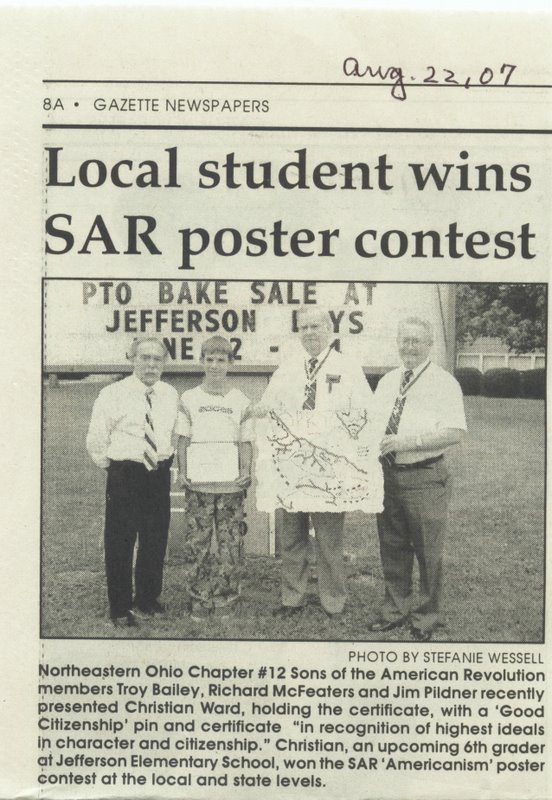 Aug. 22, 07
8A • GAZETTE NEWSPAPERS
Local student wins
SAR poster contest
PTO BAKE SALE AT
JEFFERSON
PHOTO BY STEFANIE WESSELL
Northeastern Ohio Chapter #12 Sons of the American Revolution
members Troy Bailey, Richard McFeaters and Jim Pildner recently
presented Christian Ward, holding the certificate, with a 'Good
Citizenship' pin and certificate "in recognition of highest ideals
in character and citizenship." Christian, an upcoming 6th grader
at Jefferson Elementary School, won the SAR 'Americanism' poster
contest at the local and state levels.